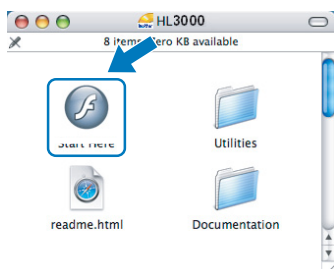 HL3000
8 items, Zero KB available
Start Here
Utilities
readme.html
Documentation